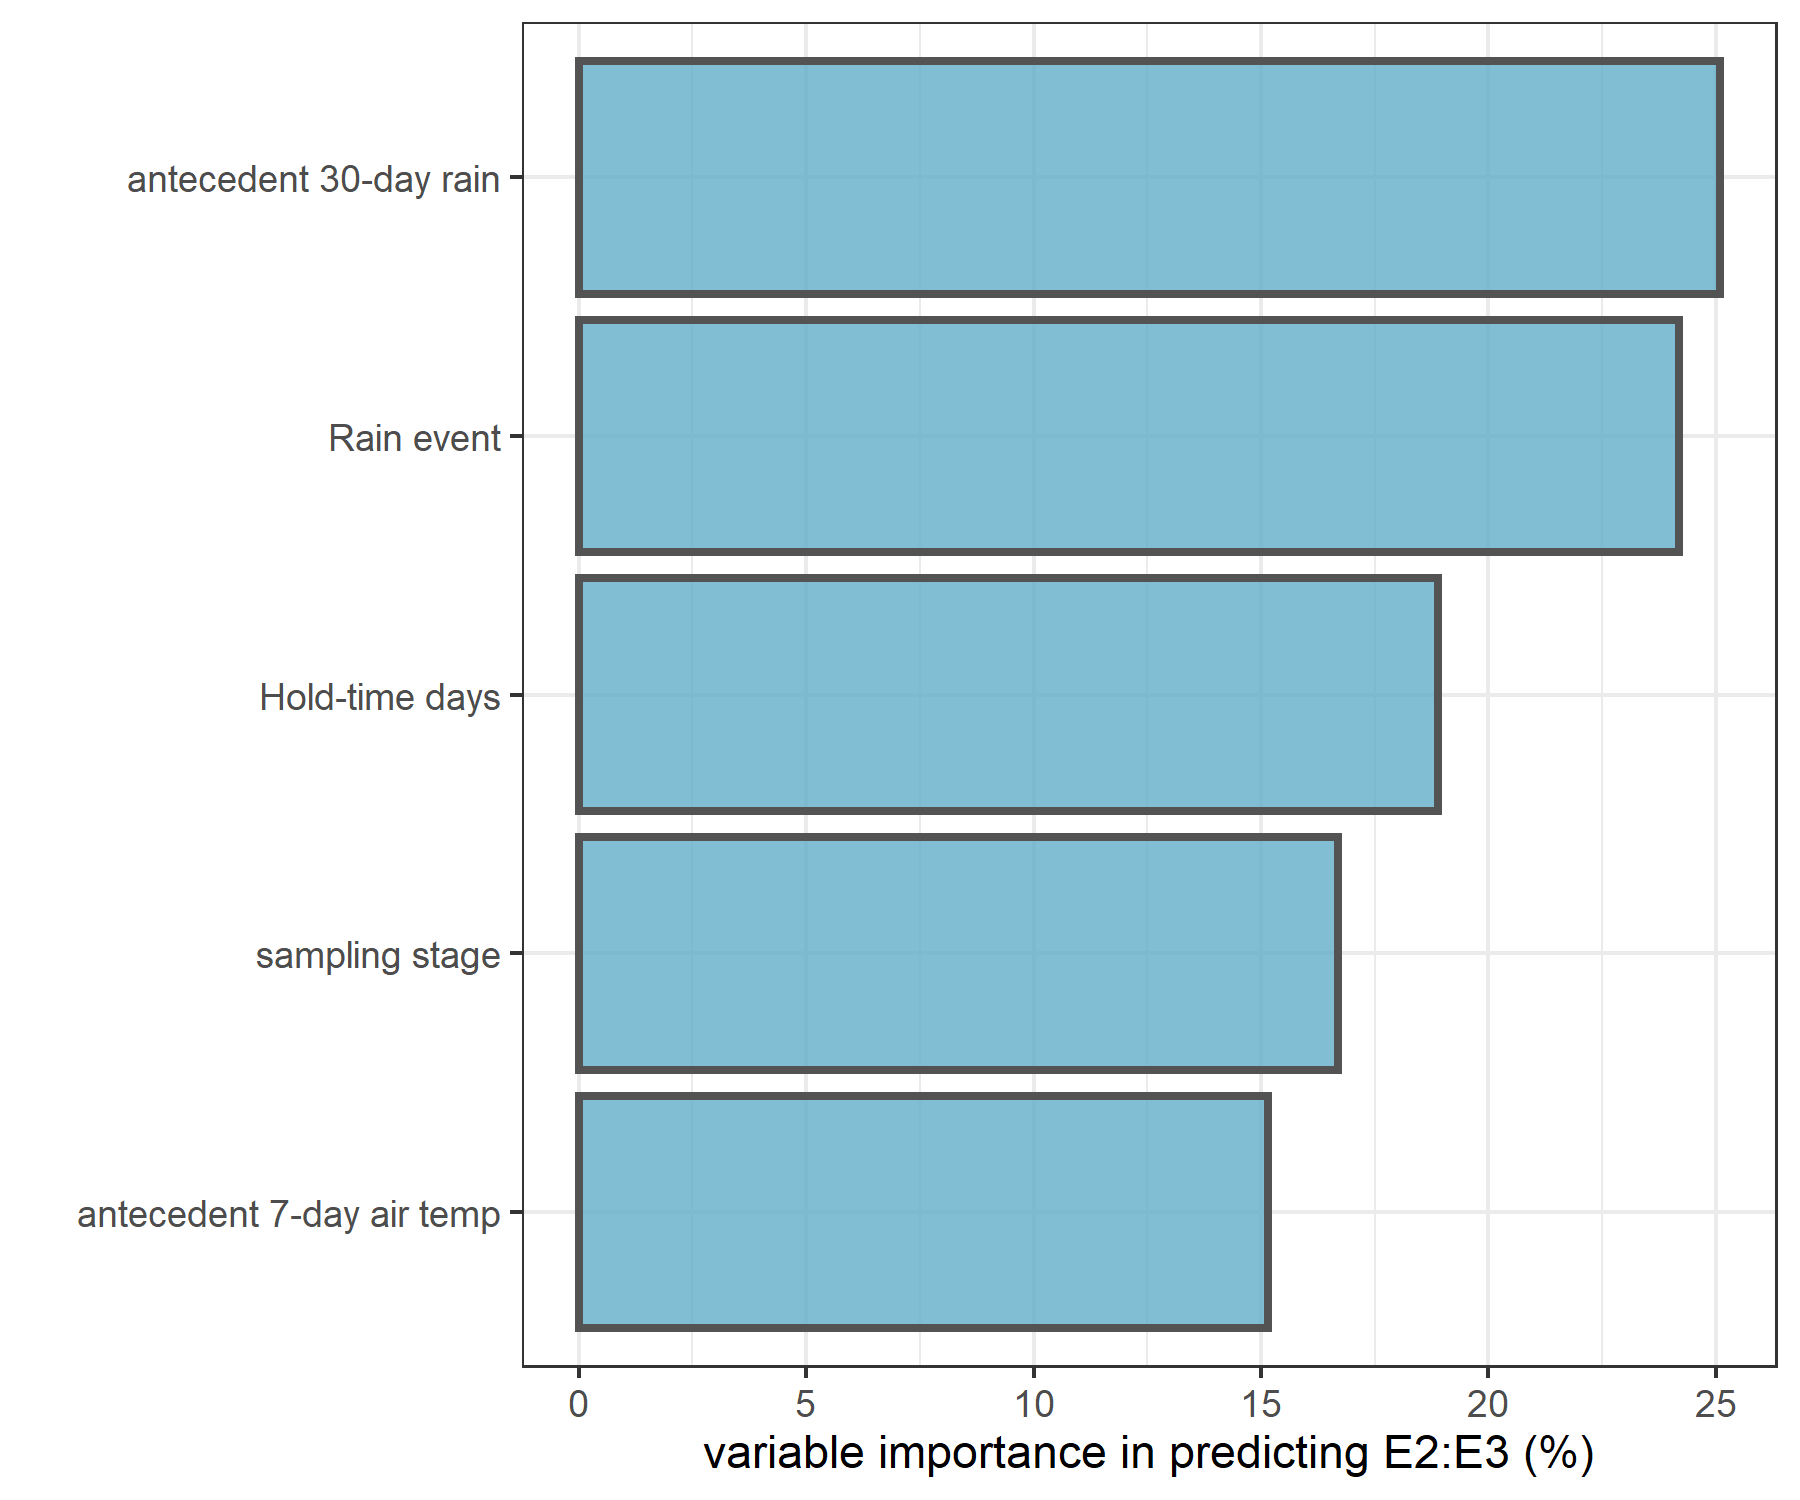 antecedent 30-day rain
Rain event
Hold-time days
sampling stage
antecedent 7-day air temp
0 5 10 15 20 25
variable importance in predicting E2:E3 (%)